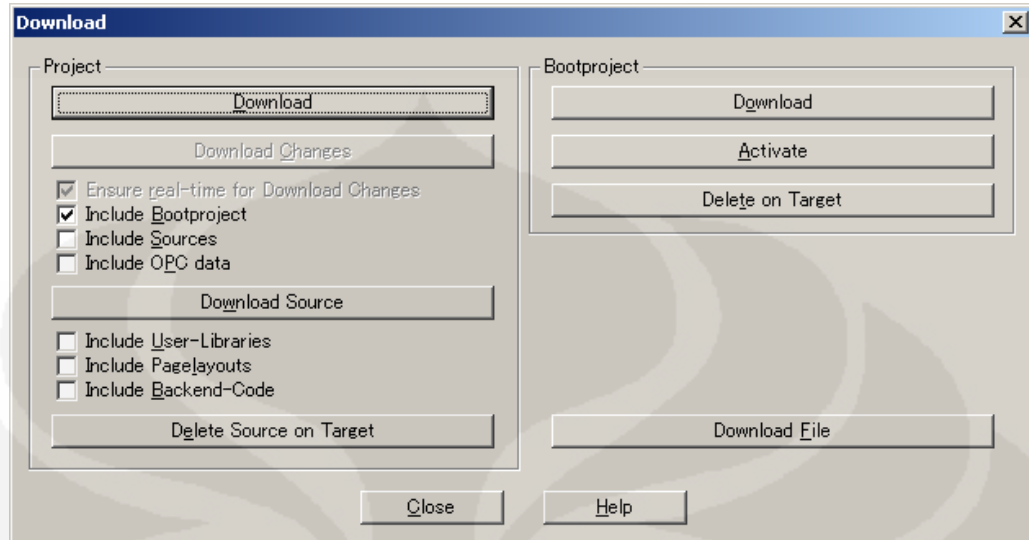 Download
Project
Download
Download Changes
Ensure real-time for Download Changes
Include Bootproject
Include Sources
Include OPC data
Download Source
Include User-Libraries
Include Pagelayouts
Include Backend-Code
Delete Source on Target
Bootproject
Download
Activate
Delete on Target
Download File
Close
Help